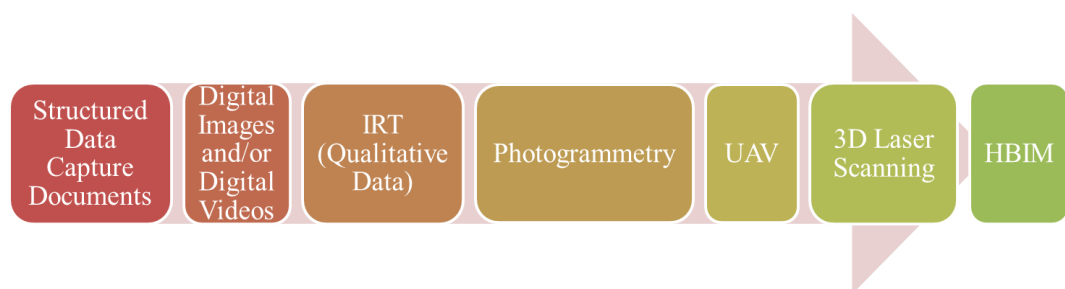 Structured
Data
Capture
Documents
Digital
Images
and/or
Digital
Videos
IRT
(Qualitative
Data)
Photogrammetry
UAV
3D Laser
Scanning
HBIM